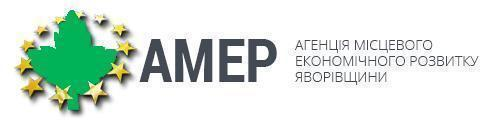 АМЕР
АГЕНЦІЯ МІСЦЕВОГО
ЕКОНОМІЧНОГО РОЗВИТКУ
ЯВОРІВЩИНИ